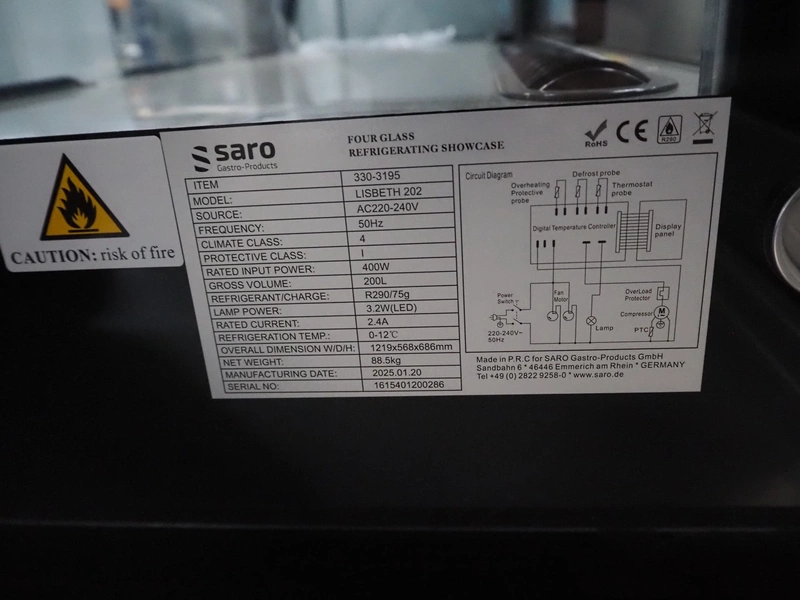 CAUTION: risk of fire
saro
Gastro-Products
FOUR GLASS
REFRIGERATING SHOWCASE
RoHS
CE
R290
ITEM 330-3195
MODEL: LISBETH 202
SOURCE: AC220-240V
FREQUENCY: 50Hz
CLIMATE CLASS: 4
PROTECTIVE CLASS: I
RATED INPUT POWER: 400W
GROSS VOLUME: 200L
REFRIGERANT/CHARGE: R290/75g
LAMP POWER: 3.2W(LED)
RATED CURRENT: 2.4A
REFRIGERATION TEMP.: 0-12℃
OVERALL DIMENSION W/D/H: 1219x568x686mm
NET WEIGHT: 88.5kg
MANUFACTURING DATE: 2025.01.20
SERIAL NO: 1615401200286
Circuit Diagram
Defrost probe
Overheating
Protective
probe
Thermostat
probe
Digital Temperature Controller
Display
panel
Power
Switch
Fan
Motor
OverLoad
Protector
Compressor
M
Lamp
PTC
220-240V~
50Hz
Made in P.R.C for SARO Gastro-Products GmbH
Sandbahn 6 * 46446 Emmerich am Rhein * GERMANY
Tel +49 (0) 2822 9258-0 * www.saro.de